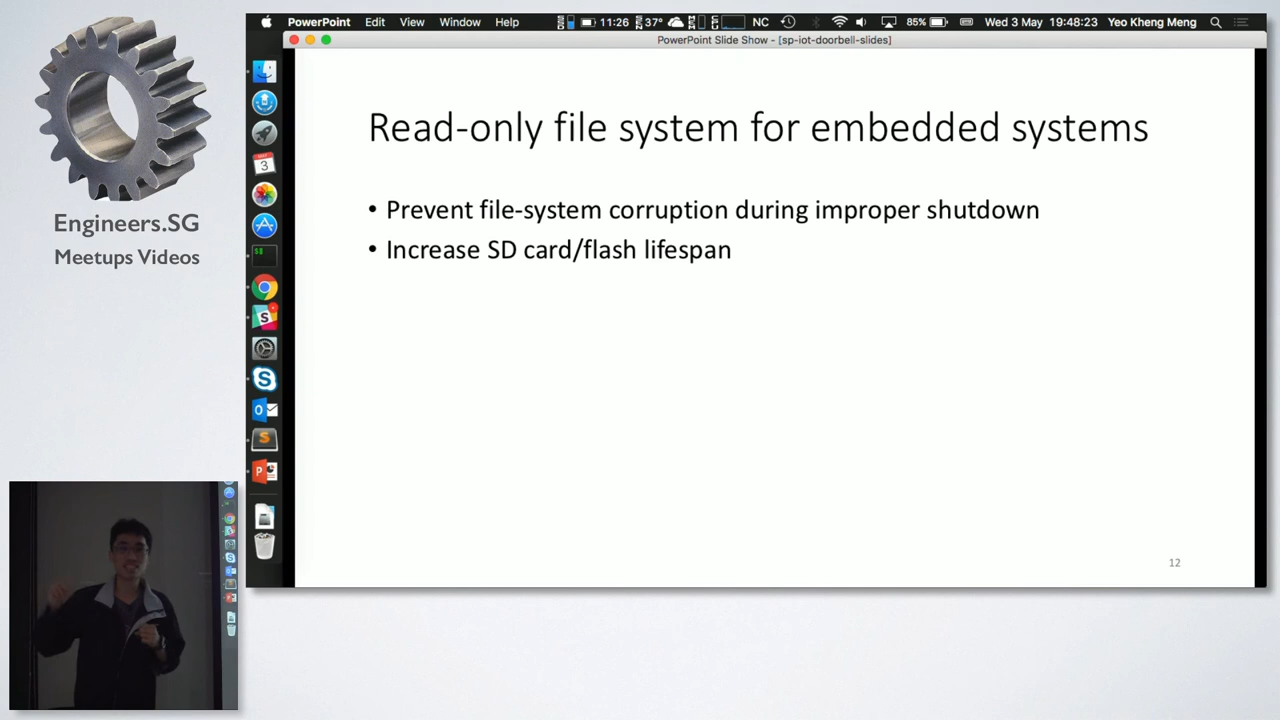 PowerPoint Edit View Window Help 11:26 37° NC 85% Wed 3 May 19:48:23 Yeo Kheng Meng
PowerPoint Slide Show - [sp-iot-doorbell-slides]
Engineers.SG
Meetups Videos
Read-only file system for embedded systems
• Prevent file-system corruption during improper shutdown
• Increase SD card/flash lifespan
3
12